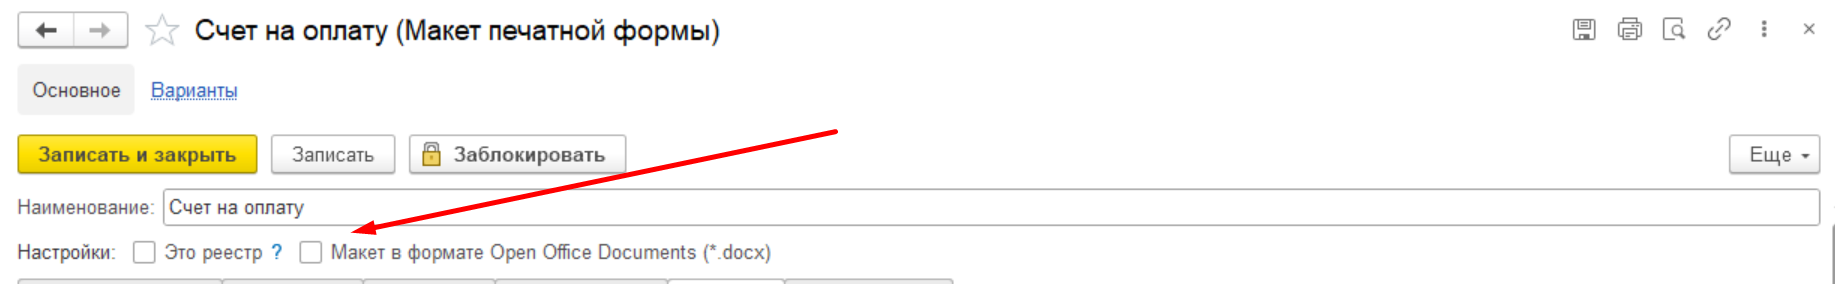 Счет на оплату (Макет печатной формы)
Основное Варианты
Записать и закрыть Записать Заблокировать Еще
Наименование: Счет на оплату
Настройки: Это реестр ? Макет в формате Open Office Documents (*.docx)